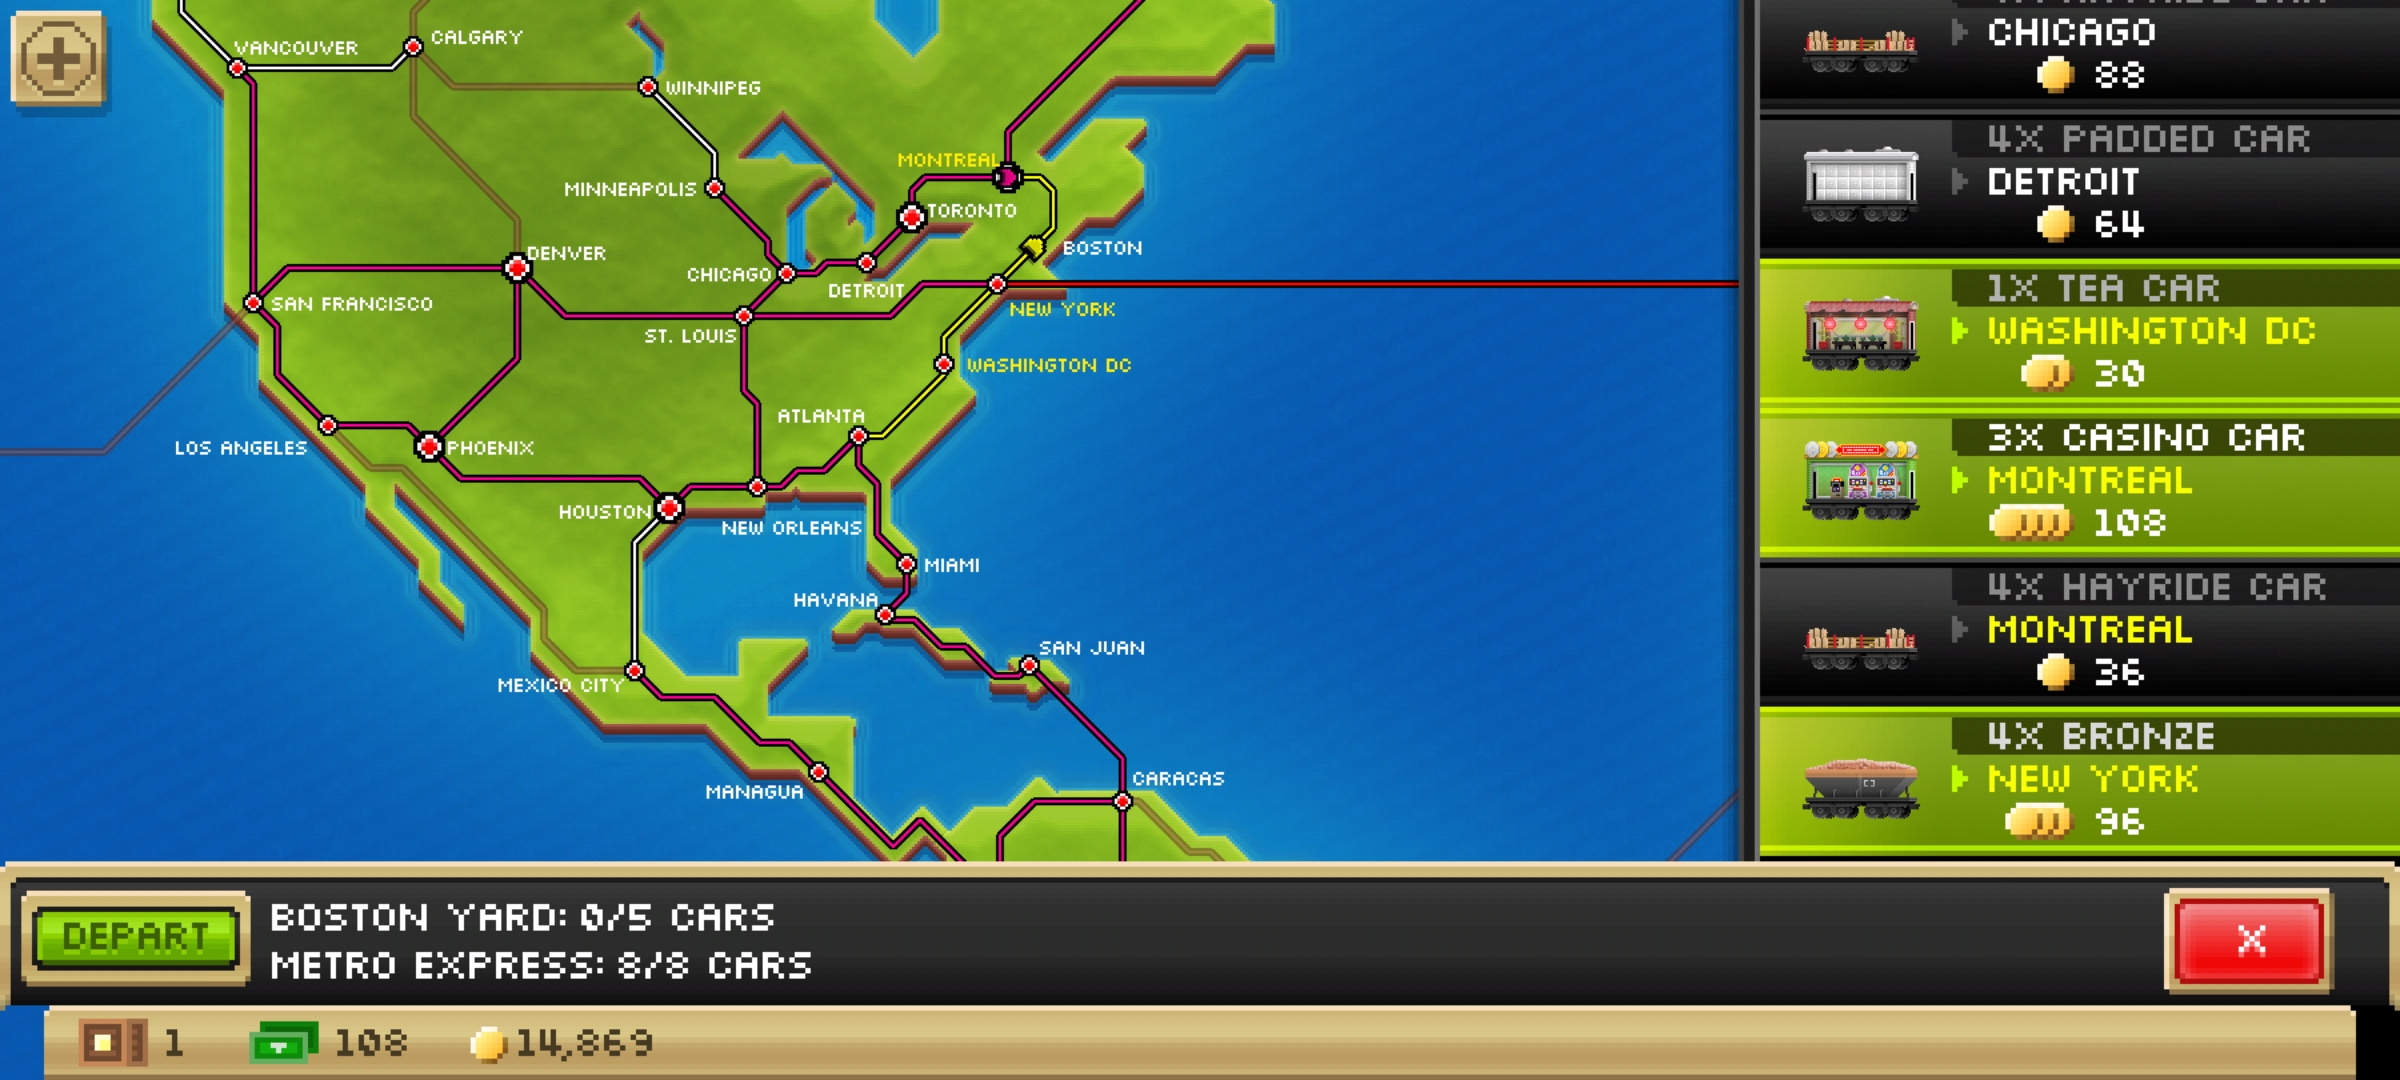 VANCOUVER
CALGARY
WINNIPEG
MONTREAL
MINNEAPOLIS
TORONTO
DENVER
BOSTON
CHICAGO
DETROIT
SAN FRANCISCO
NEW YORK
ST. LOUIS
WASHINGTON DC
ATLANTA
LOS ANGELES
PHOENIX
HOUSTON
NEW ORLEANS
MIAMI
HAVANA
SAN JUAN
MEXICO CITY
MANAGUA
CARACAS
CHICAGO
88
4X PADDED CAR
DETROIT
64
1X TEA CAR
WASHINGTON DC
30
3X CASINO CAR
MONTREAL
108
4X HAYRIDE CAR
MONTREAL
36
4X BRONZE
NEW YORK
96
DEPART
BOSTON YARD: 0/5 CARS
METRO EXPRESS: 8/8 CARS
X
1
108
14,869